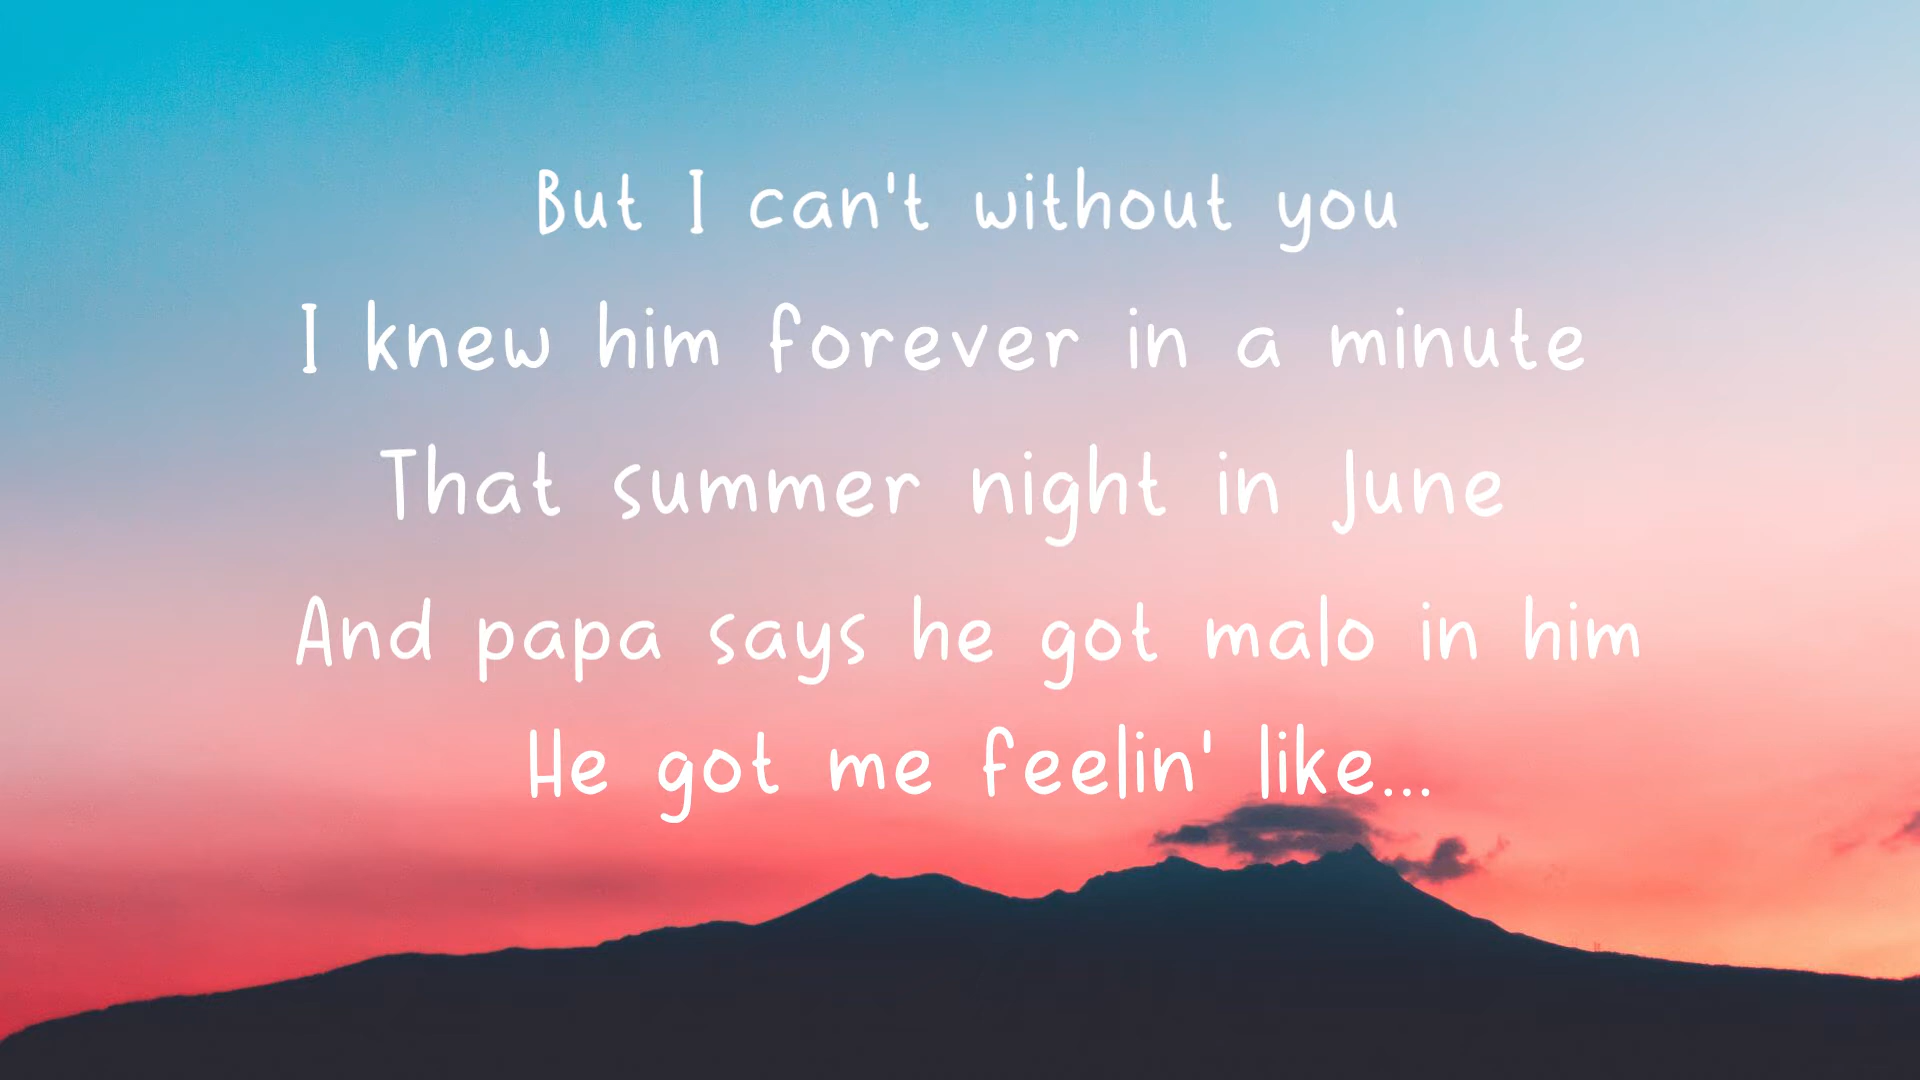 But I can't without you
I knew him forever in a minute
That summer night in June
And papa says he got malo in him
He got me feelin' like...